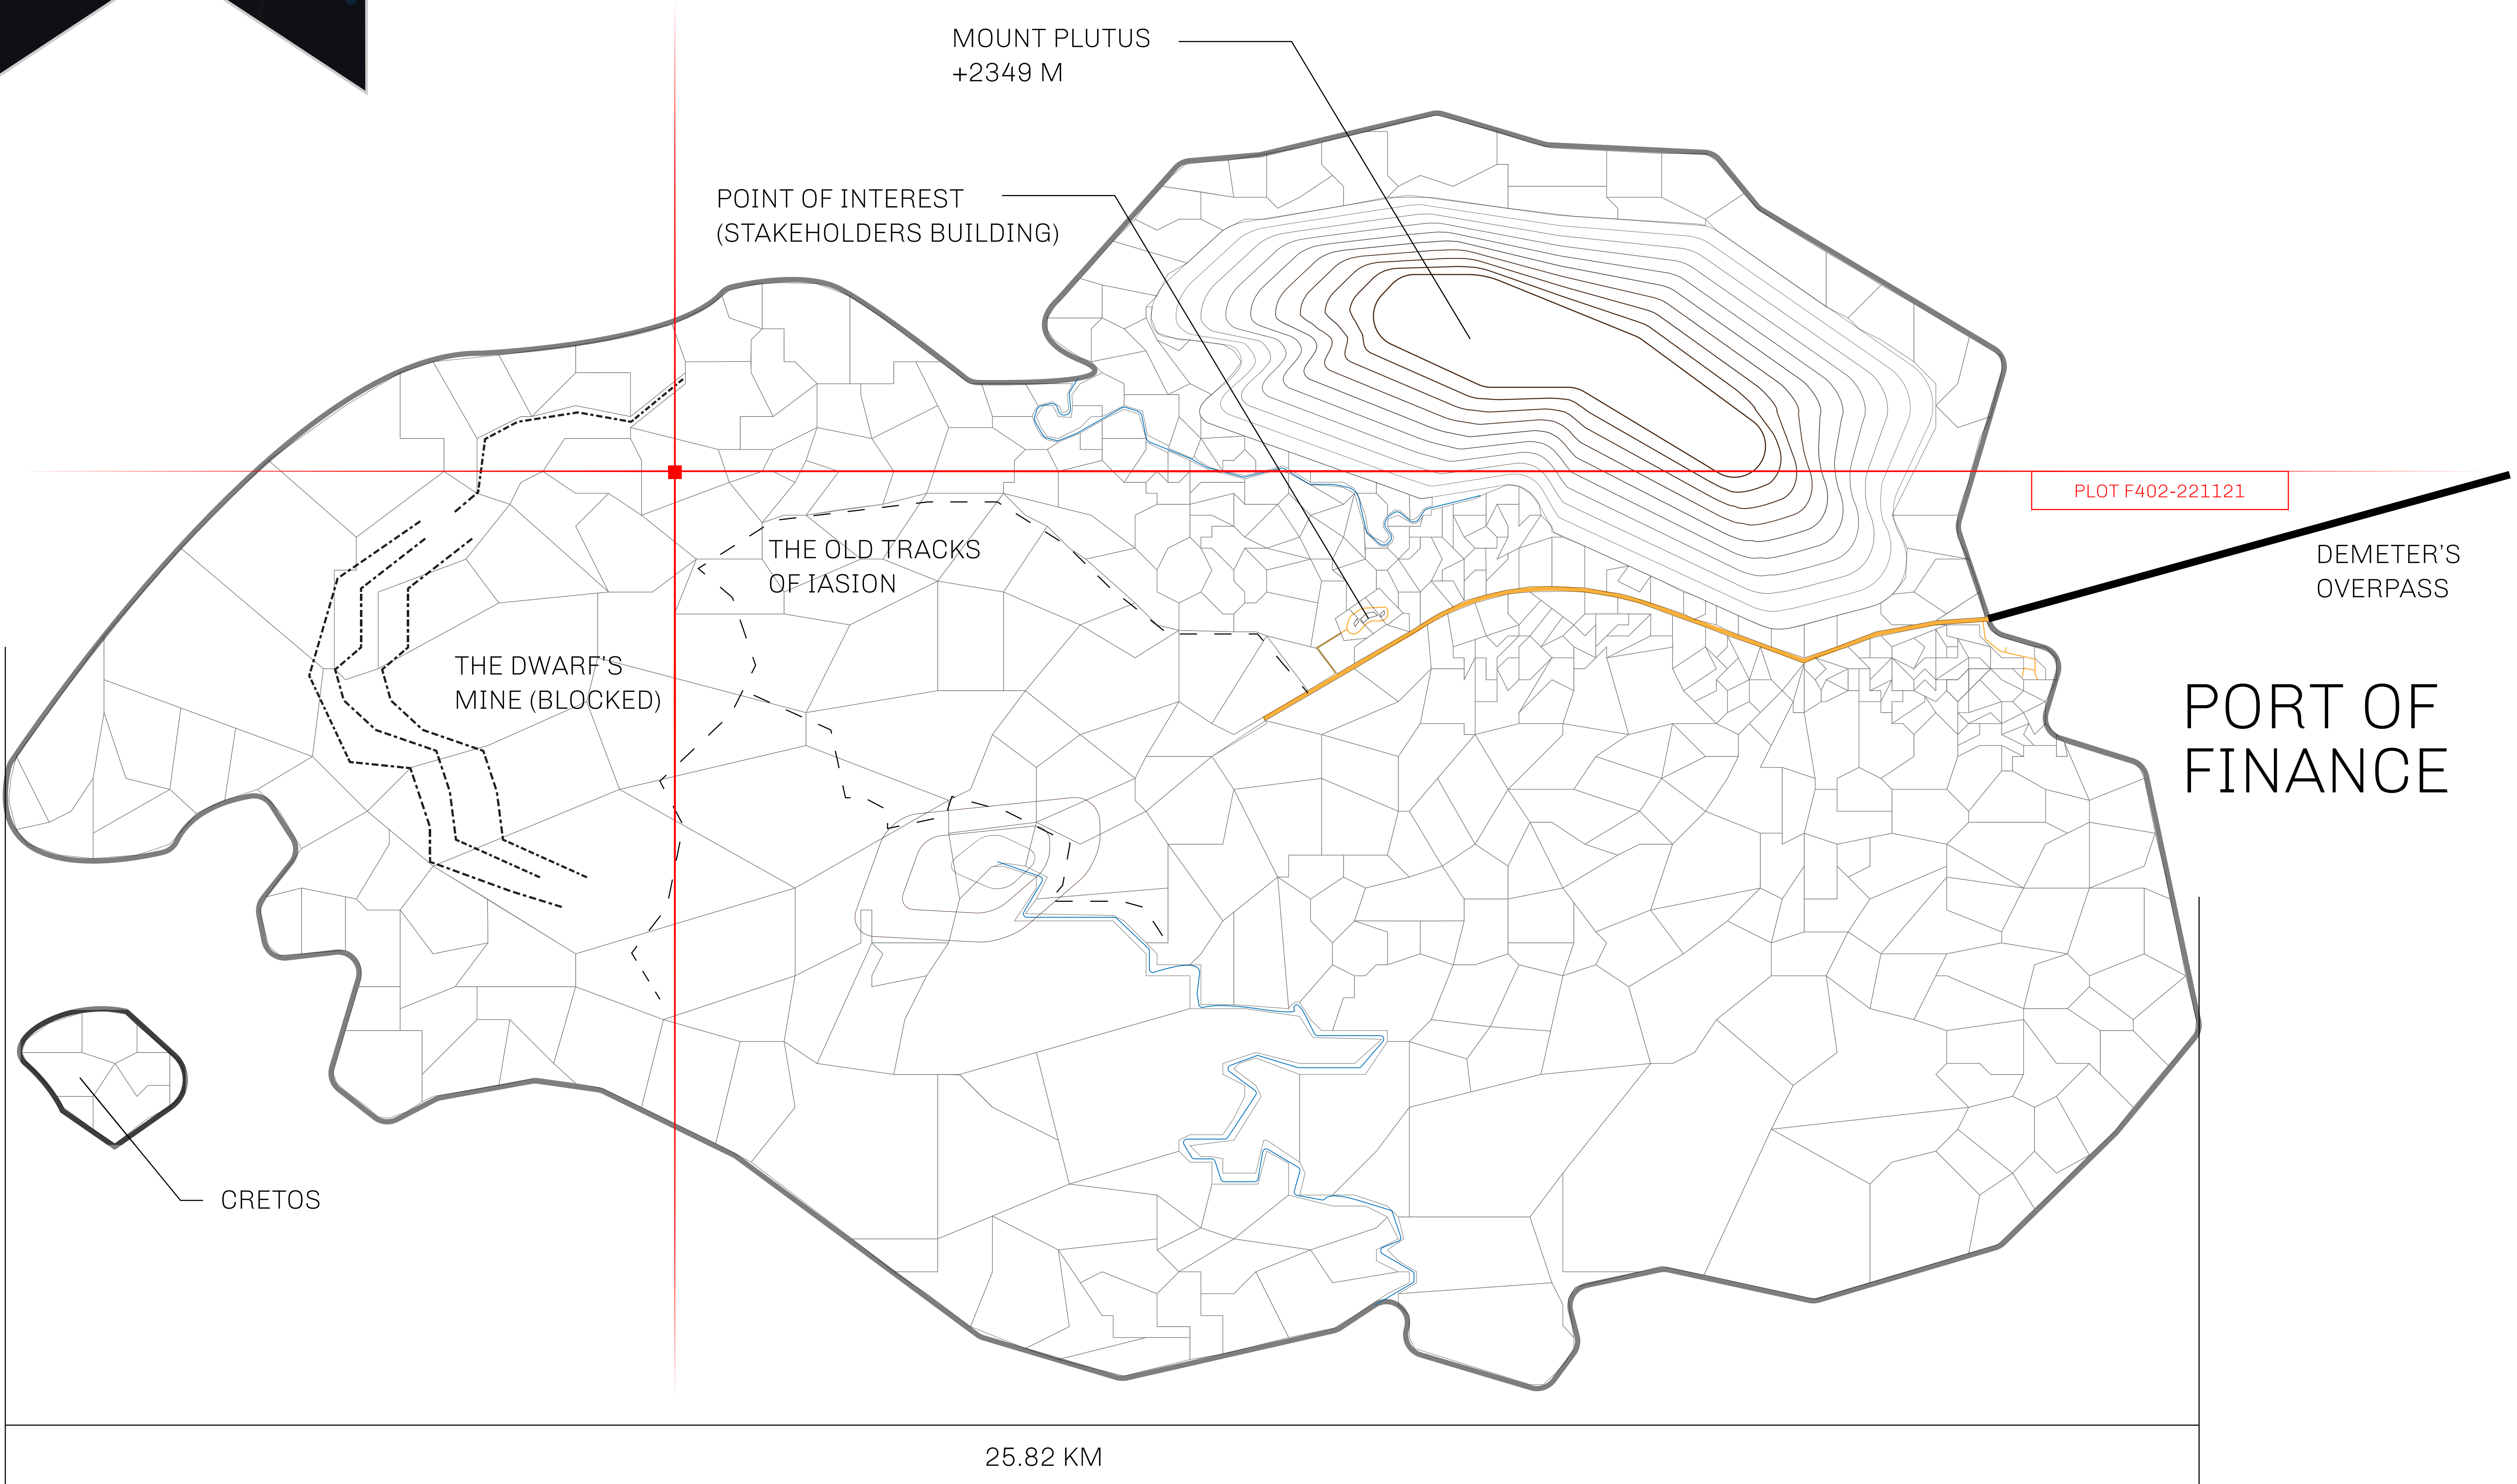 MOUNT PLUTUS
+2349 M
POINT OF INTEREST
(STAKEHOLDERS BUILDING)
PLOT F402-221121
THE OLD TRACKS
OF IASION
DEMETER'S
OVERPASS
THE DWARF'S
MINE (BLOCKED)
PORT OF
FINANCE
CRETOS
25.82 KM